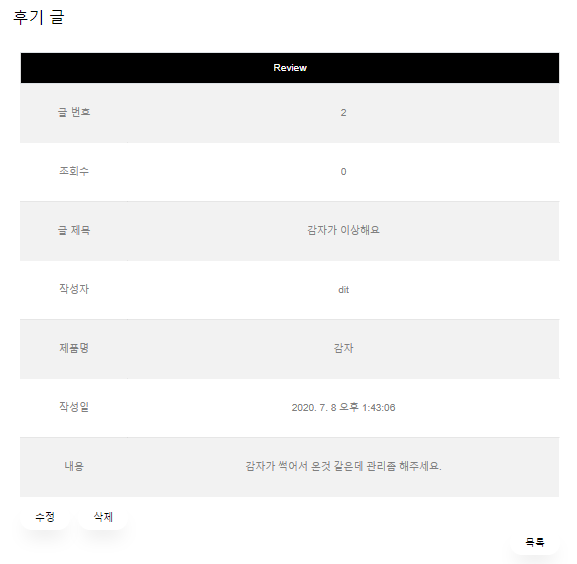 후기 글
Review
글 번호 2
조회수 0
글 제목 감자가 이상해요
작성자 dit
제품명 감자
작성일 2020. 7. 8 오후 1:43:06
내용 감자가 썩어서 온것 같은데 관리좀 해주세요.
수정 삭제
목록